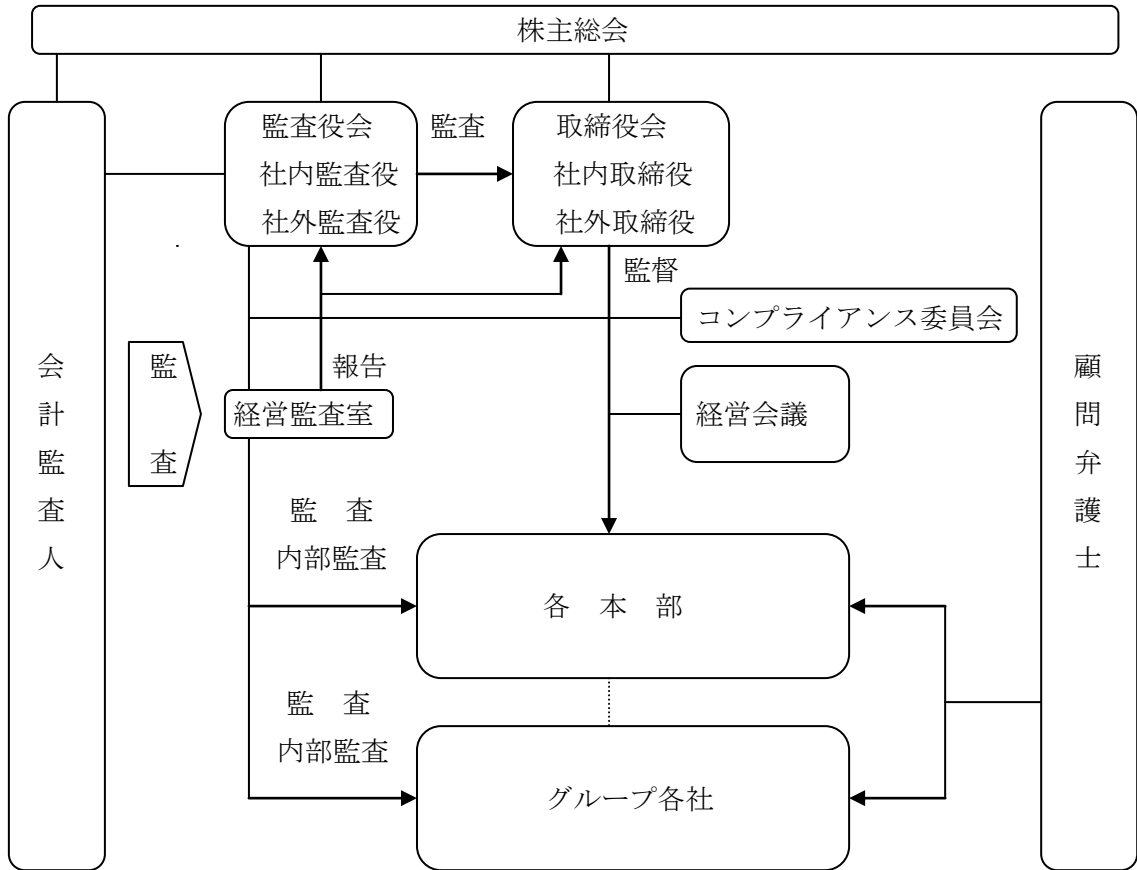 株主総会
監査役会
社内監査役
社外監査役
監査
取締役会
社内取締役
社外取締役
監督
コンプライアンス委員会
会計監査人
監査
報告
経営監査室
経営会議
顧問弁護士
監　査
内部監査
各　本　部
監　査
内部監査
グループ各社